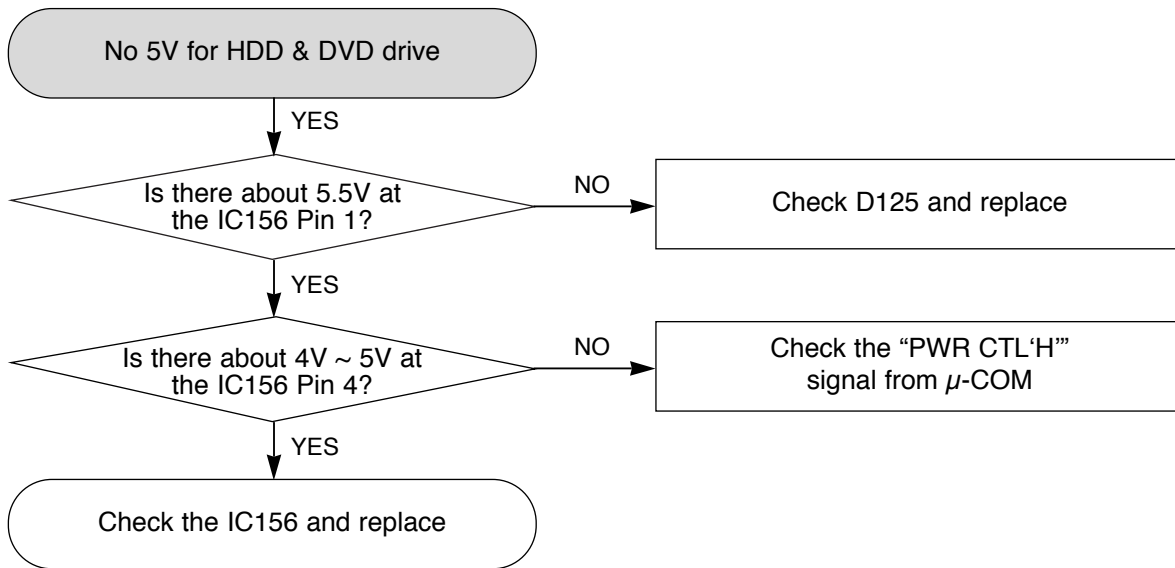 No 5V for HDD & DVD drive
YES
Is there about 5.5V at
the IC156 Pin 1?
NO
Check D125 and replace
YES
Is there about 4V ~ 5V at
the IC156 Pin 4?
NO
Check the “PWR CTL‘H’”
signal from µ-COM
YES
Check the IC156 and replace